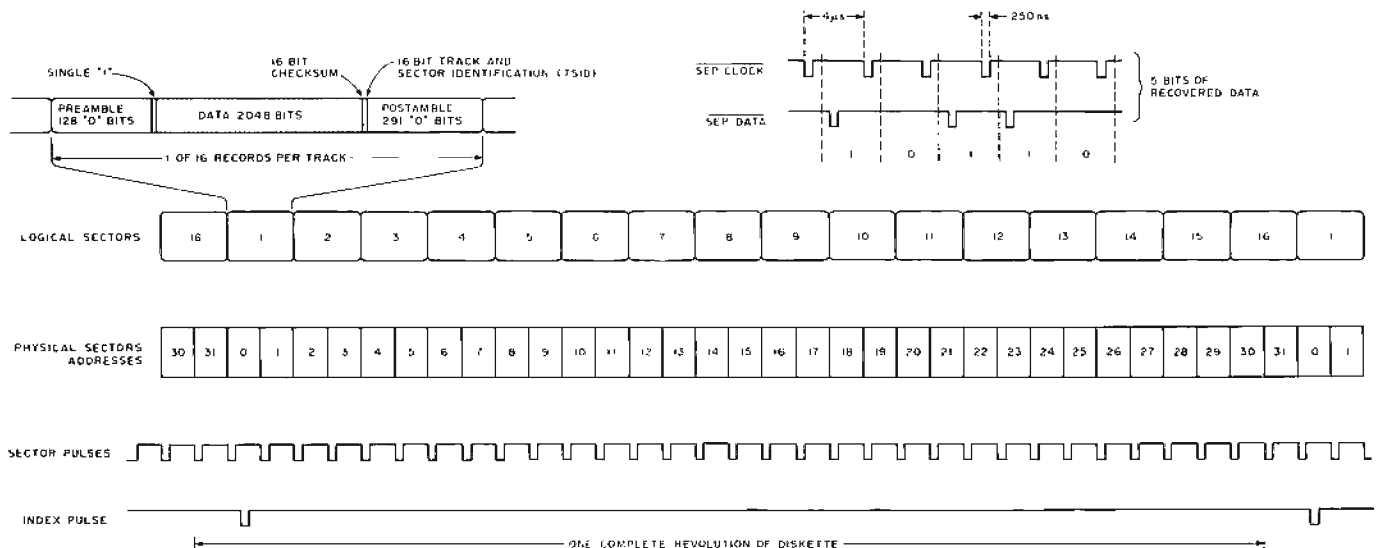 SINGLE "1"
16 BIT CHECKSUM
16 BIT TRACK AND SECTOR IDENTIFICATION (TSID)
PREAMBLE 128 "0" BITS
DATA 2048 BITS
POSTAMBLE 291 "0" BITS
1 OF 16 RECORDS PER TRACK
4µs
250 ns
SEP CLOCK
SEP DATA
5 BITS OF RECOVERED DATA
1 0 1 1 0
LOGICAL SECTORS
16 1 2 3 4 5 6 7 8 9 10 11 12 13 14 15 16 1
PHYSICAL SECTORS ADDRESSES
30 31 0 1 2 3 4 5 6 7 8 9 10 11 12 13 14 15 16 17 18 19 20 21 22 23 24 25 26 27 28 29 30 31 0 1
SECTOR PULSES
INDEX PULSE
ONE COMPLETE REVOLUTION OF DISKETTE